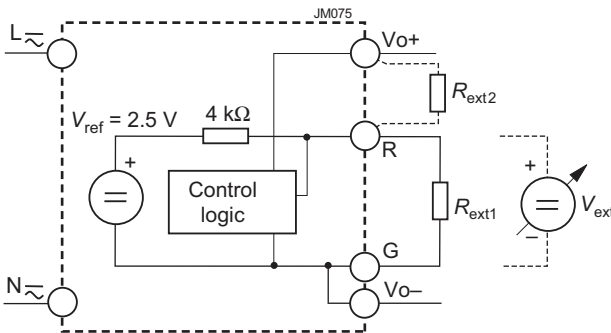 JM075
L
Vo+
Rext2
Vref = 2.5 V
4 kΩ
R
+
+
Control
logic
Rext1
Vext
–
G
N
Vo–